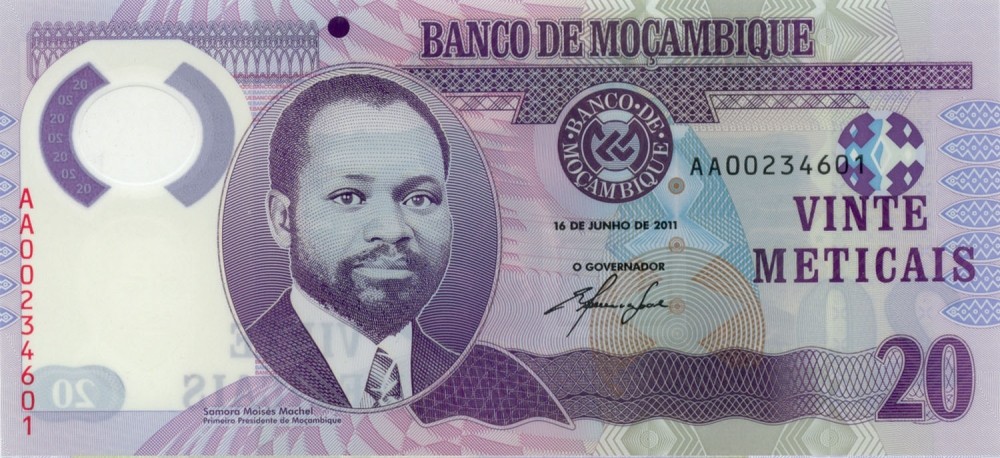 BANCO DE MOÇAMBIQUE
20
20
20
20
20
20
BANCO · DE · MOÇAMBIQUE
AA00234601
16 DE JUNHO DE 2011
VINTE
METICAIS
O GOVERNADOR
AA00234601
20
Samora Moisés Machel
Primeiro Presidente de Moçambique
20